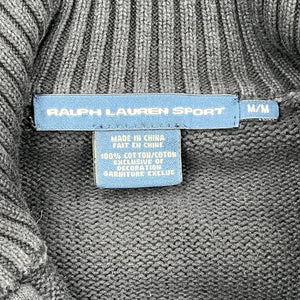 RALPH LAUREN SPORT
M/M
MADE IN CHINA
FAIT EN CHINE
100% COTTON/COTON
EXCLUSIVE OF
DECORATION
GARNITURE EXCLUE